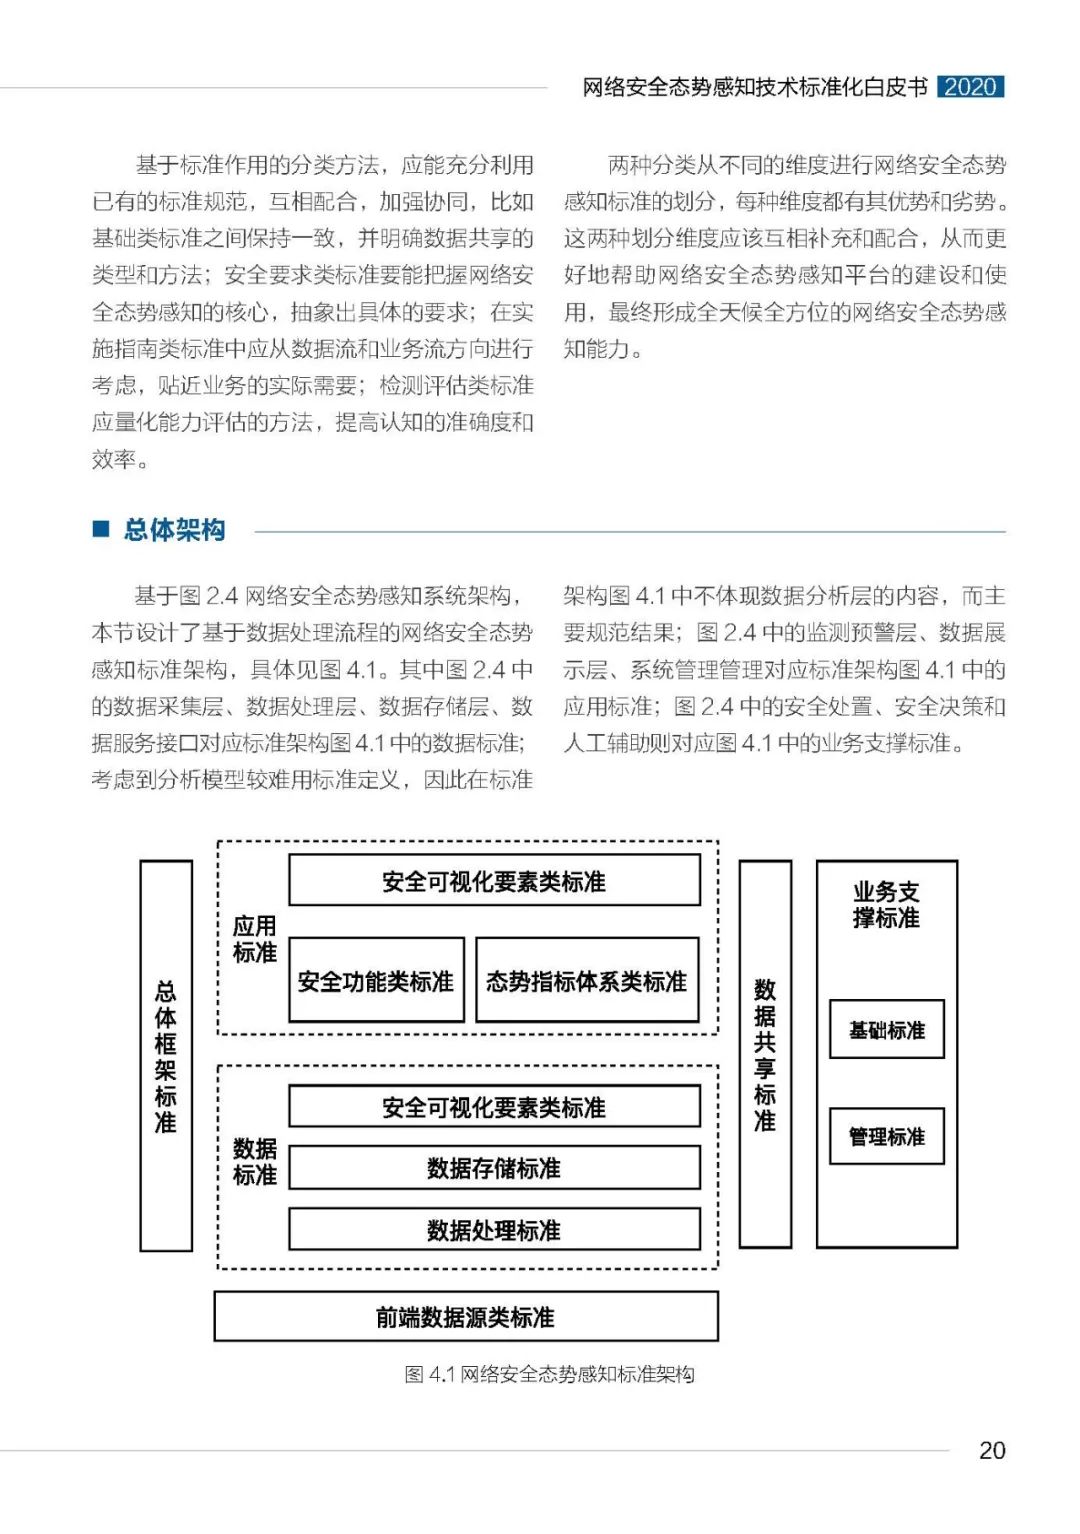 网络安全态势感知技术标准化白皮书 2020
基于标准作用的分类方法，应能充分利用
已有的标准规范，互相配合，加强协同，比如
基础类标准之间保持一致，并明确数据共享的
类型和方法；安全要求类标准要能把握网络安
全态势感知的核心，抽象出具体的要求；在实
施指南类标准中应从数据流和业务流方向进行
考虑，贴近业务的实际需要；检测评估类标准
应量化能力评估的方法，提高认知的准确度和
效率。
两种分类从不同的维度进行网络安全态势
感知标准的划分，每种维度都有其优势和劣势。
这两种划分维度应该互相补充和配合，从而更
好地帮助网络安全态势感知平台的建设和使
用，最终形成全天候全方位的网络安全态势感
知能力。
总体架构
基于图 2.4 网络安全态势感知系统架构，
本节设计了基于数据处理流程的网络安全态势
感知标准架构，具体见图 4.1。其中图 2.4 中
的数据采集层、数据处理层、数据存储层、数
据服务接口对应标准架构图 4.1 中的数据标准；
考虑到分析模型较难用标准定义，因此在标准
架构图 4.1 中不体现数据分析层的内容，而主
要规范结果；图 2.4 中的监测预警层、数据展
示层、系统管理管理对应标准架构图 4.1 中的
应用标准；图 2.4 中的安全处置、安全决策和
人工辅助则对应图 4.1 中的业务支撑标准。
总体框架标准
应用
标准
安全可视化要素类标准
安全功能类标准
态势指标体系类标准
数据
标准
安全可视化要素类标准
数据存储标准
数据处理标准
前端数据源类标准
数据共享标准
业务支
撑标准
基础标准
管理标准
图 4.1 网络安全态势感知标准架构
20